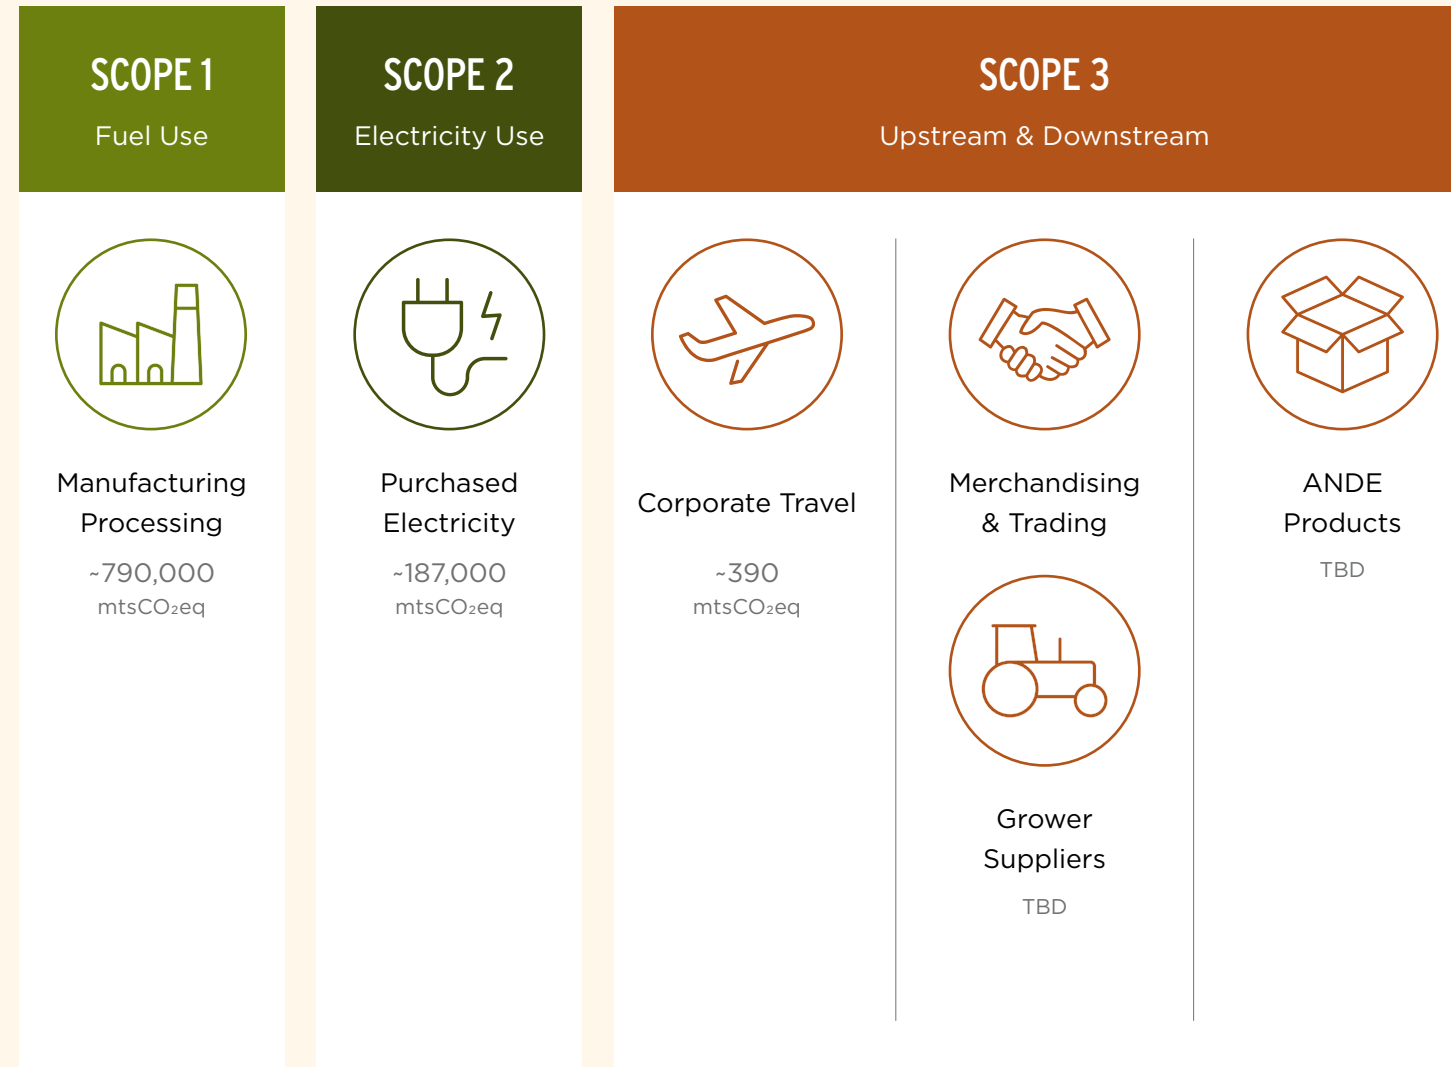 SCOPE 1
Fuel Use
Manufacturing
Processing
~790,000
mtsCO₂eq
SCOPE 2
Electricity Use
Purchased
Electricity
~187,000
mtsCO₂eq
SCOPE 3
Upstream & Downstream
Corporate Travel
~390
mtsCO₂eq
Merchandising
& Trading
Grower
Suppliers
TBD
ANDE
Products
TBD